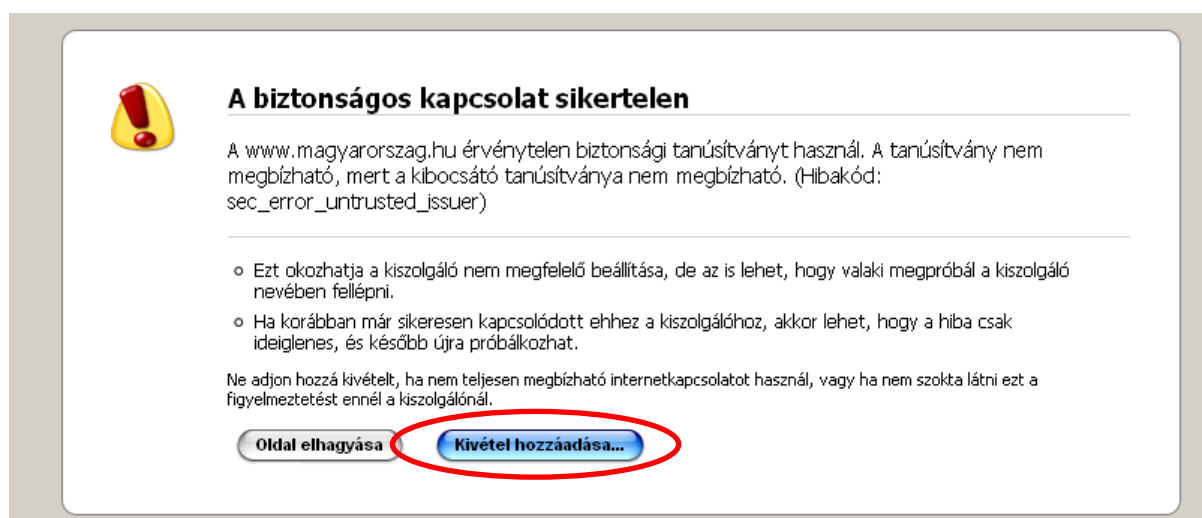 A biztonságos kapcsolat sikertelen
A www.magyarorszag.hu érvénytelen biztonsági tanúsítványt használ. A tanúsítvány nem
megbízható, mert a kibocsátó tanúsítványa nem megbízható. (Hibakód:
sec_error_untrusted_issuer)
Ezt okozhatja a kiszolgáló nem megfelelő beállítása, de az is lehet, hogy valaki megpróbál a kiszolgáló
nevében fellépni.
Ha korábban már sikeresen kapcsolódott ehhez a kiszolgálóhoz, akkor lehet, hogy a hiba csak
ideiglenes, és később újra próbálkozhat.
Ne adjon hozzá kivételt, ha nem teljesen megbízható internetkapcsolatot használ, vagy ha nem szokta látni ezt a
figyelmeztetést ennél a kiszolgálónál.
Oldal elhagyása
Kivétel hozzáadása...